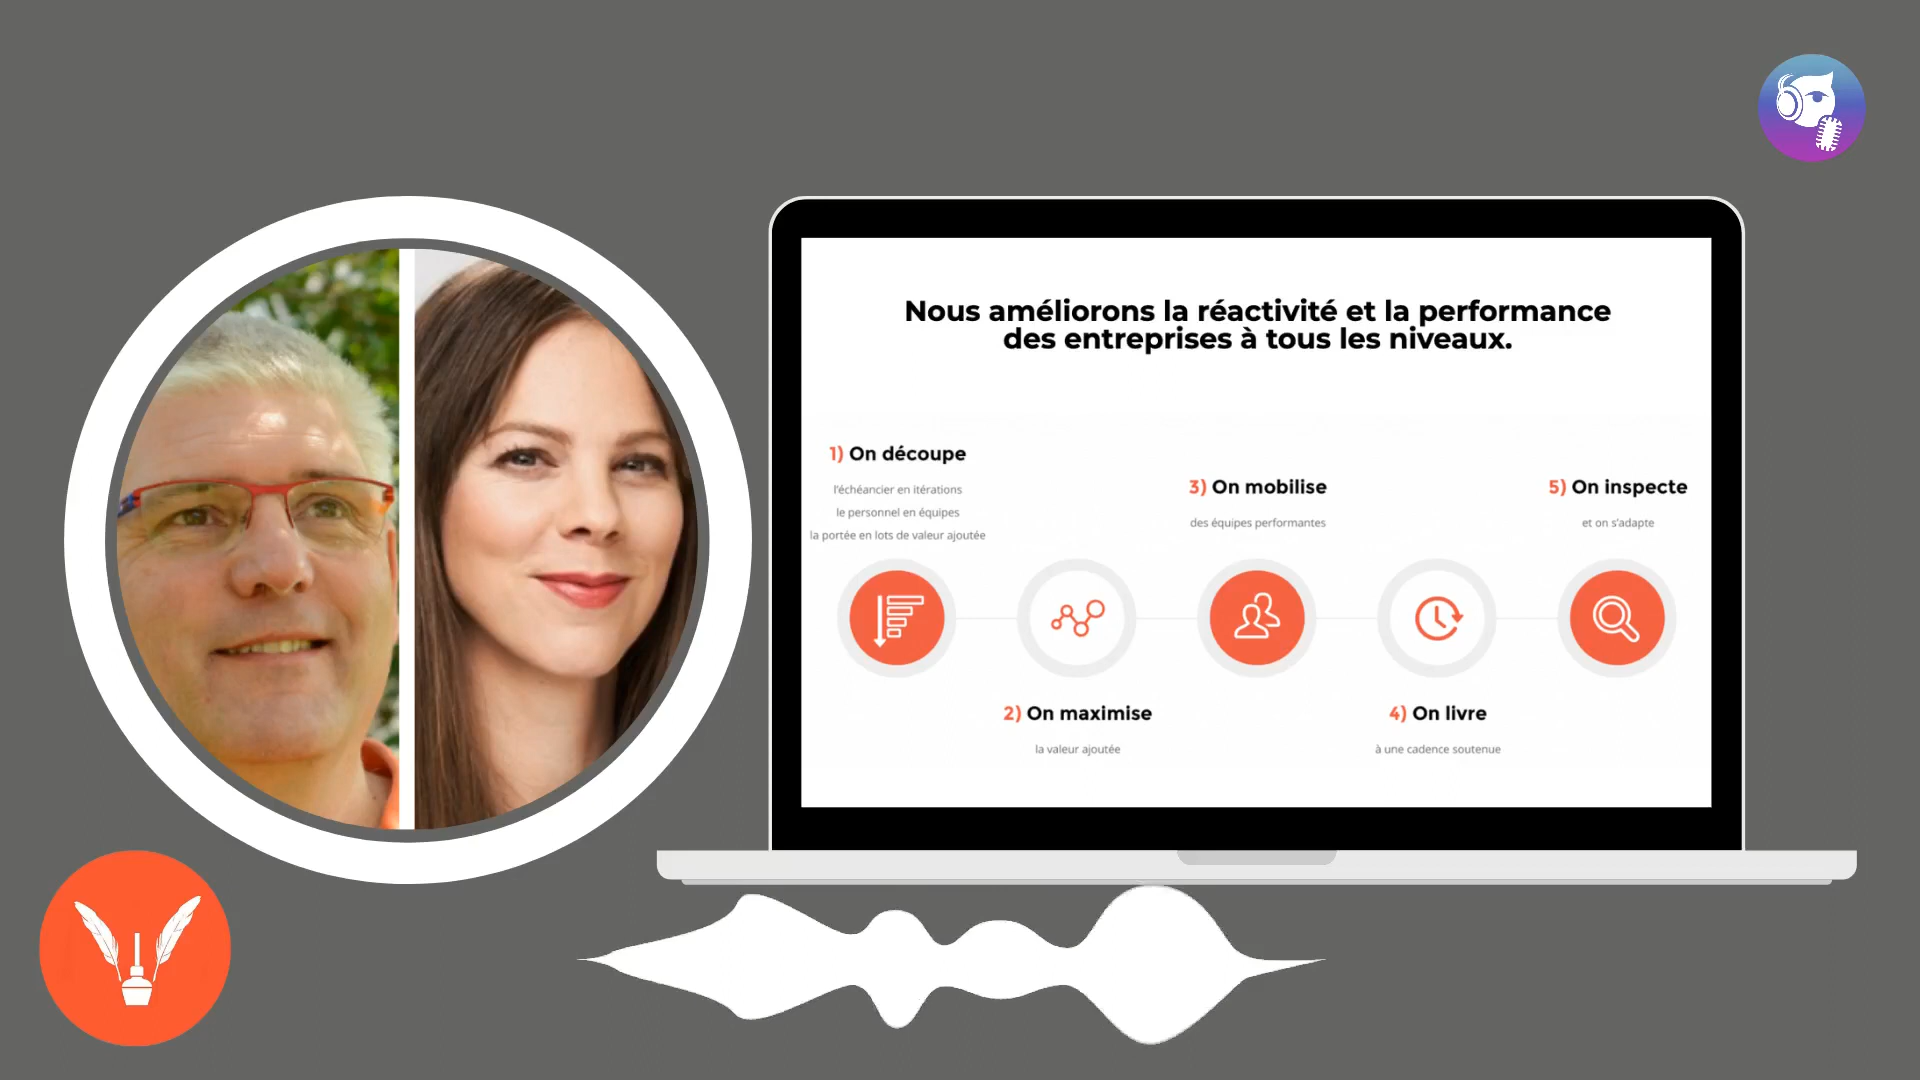 Nous améliorons la réactivité et la performance
des entreprises à tous les niveaux.
1) On découpe
l'échéancier en itérations
le personnel en équipes
la portée en lots de valeur ajoutée
2) On maximise
la valeur ajoutée
3) On mobilise
des équipes performantes
4) On livre
à une cadence soutenue
5) On inspecte
et on s'adapte